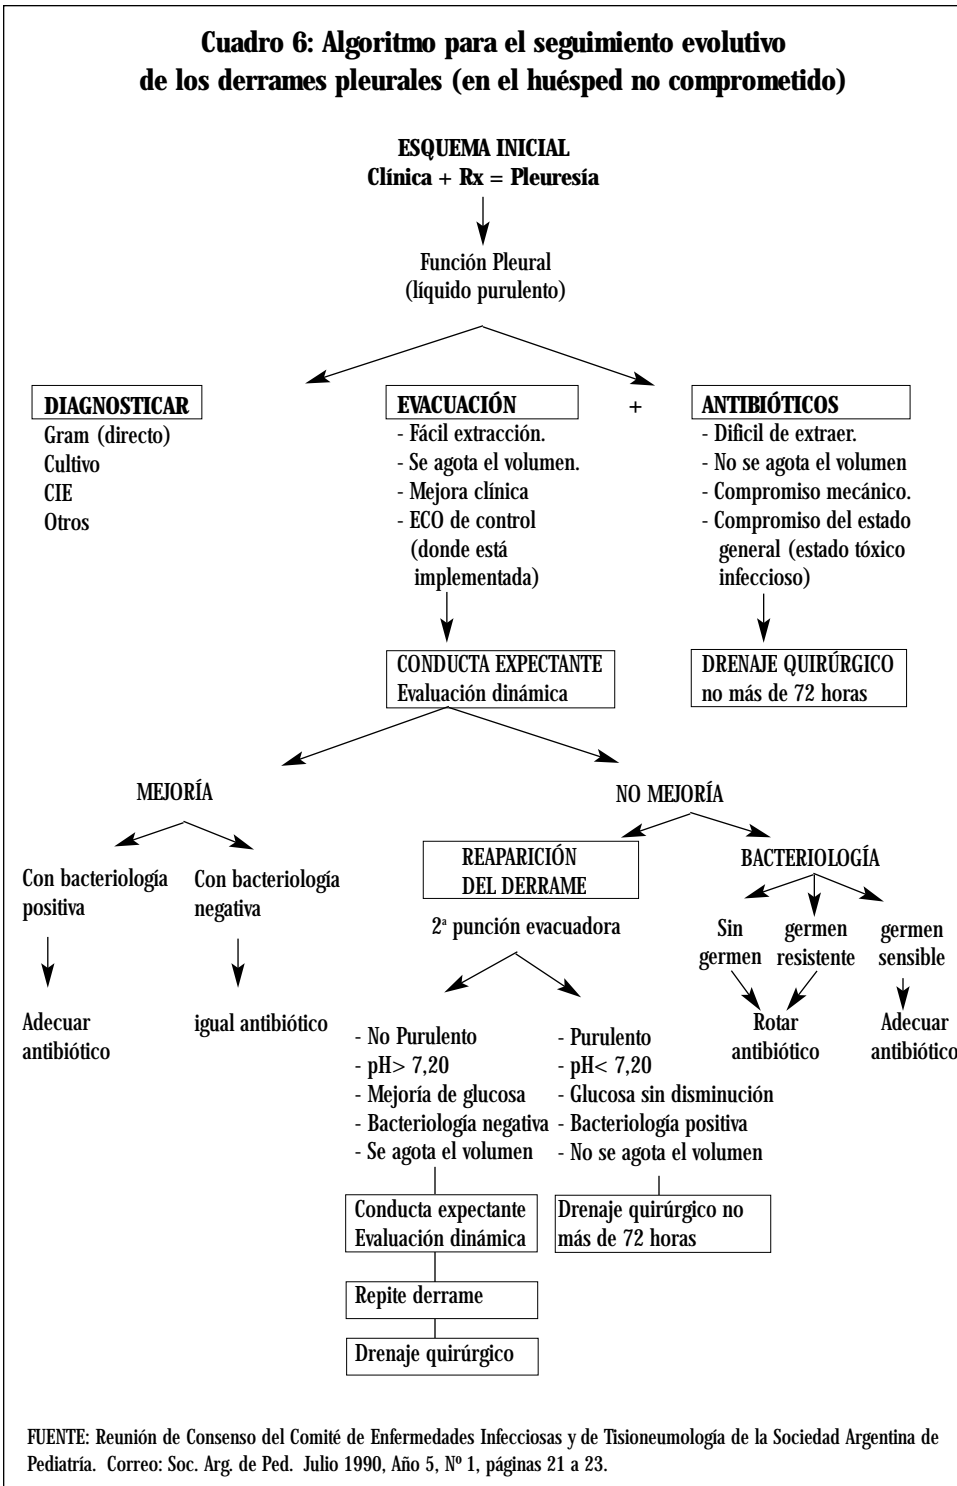 Cuadro 6: Algoritmo para el seguimiento evolutivo
de los derrames pleurales (en el huésped no comprometido)
ESQUEMA INICIAL
Clínica + Rx = Pleuresía
Función Pleural
(líquido purulento)
DIAGNOSTICAR
Gram (directo)
Cultivo
CIE
Otros
EVACUACIÓN
- Fácil extracción.
- Se agota el volumen.
- Mejora clínica
- ECO de control
(donde está
implementada)
+
ANTIBIÓTICOS
- Dificil de extraer.
- No se agota el volumen
- Compromiso mecánico.
- Compromiso del estado
general (estado tóxico
infeccioso)
CONDUCTA EXPECTANTE
Evaluación dinámica
DRENAJE QUIRÚRGICO
no más de 72 horas
MEJORÍA
Con bacteriología
positiva
Adecuar
antibiótico
Con bacteriología
negativa
igual antibiótico
NO MEJORÍA
REAPARICIÓN
DEL DERRAME
2ª punción evacuadora
- No Purulento
- pH> 7,20
- Mejoría de glucosa
- Bacteriología negativa
- Se agota el volumen
Conducta expectante
Evaluación dinámica
Repite derrame
Drenaje quirúrgico
- Purulento
- pH< 7,20
- Glucosa sin disminución
- Bacteriología positiva
- No se agota el volumen
Drenaje quirúrgico no
más de 72 horas
BACTERIOLOGÍA
Sin
germen
germen
resistente
Rotar
antibiótico
germen
sensible
Adecuar
antibiótico
FUENTE: Reunión de Consenso del Comité de Enfermedades Infecciosas y de Tisioneumología de la Sociedad Argentina de
Pediatría. Correo: Soc. Arg. de Ped. Julio 1990, Año 5, Nº 1, páginas 21 a 23.